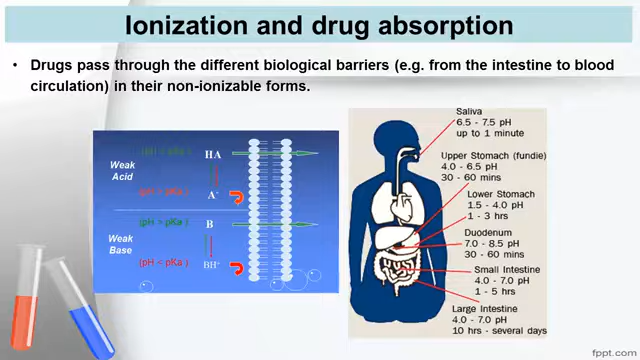 Ionization and drug absorption
• Drugs pass through the different biological barriers (e.g. from the intestine to blood
circulation) in their non-ionizable forms.
Weak
Acid
(pH < pKa )
HA
(pH > pKa )
A⁻
Weak
Base
(pH > pKa )
B
(pH < pKa )
BH⁺
Saliva
6.5 - 7.5 pH
up to 1 minute
Upper Stomach (fundie)
4.0 - 6.5 pH
30 - 60 mins
Lower Stomach
1.5 - 4.0 pH
1 - 3 hrs
Duodenum
7.0 - 8.5 pH
30 - 60 mins
Small Intestine
4.0 - 7.0 pH
1 - 5 hrs
Large Intestine
4.0 - 7.0 pH
10 hrs - several days
fppt.com